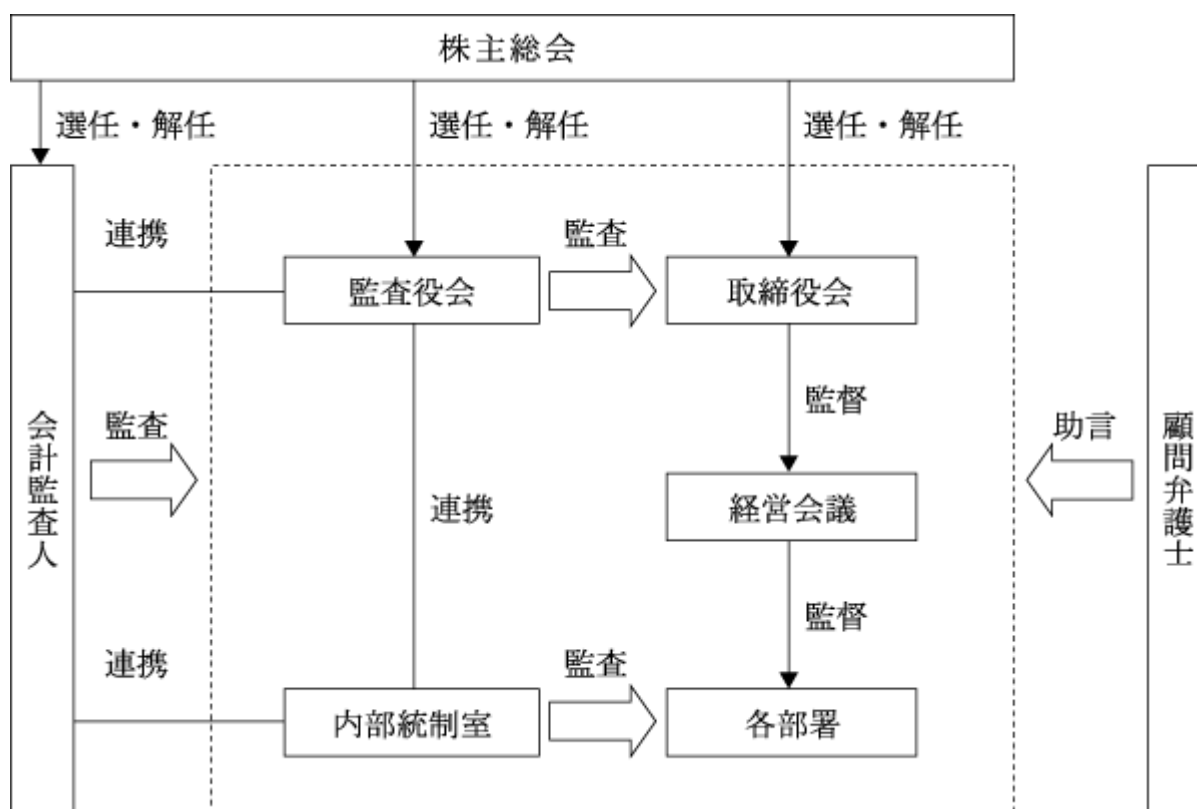 株主総会
選任・解任
選任・解任
選任・解任
連携
監査
監査役会
取締役会
監督
会計監査人
監査
助言
顧問弁護士
連携
経営会議
監督
連携
監査
内部統制室
各部署